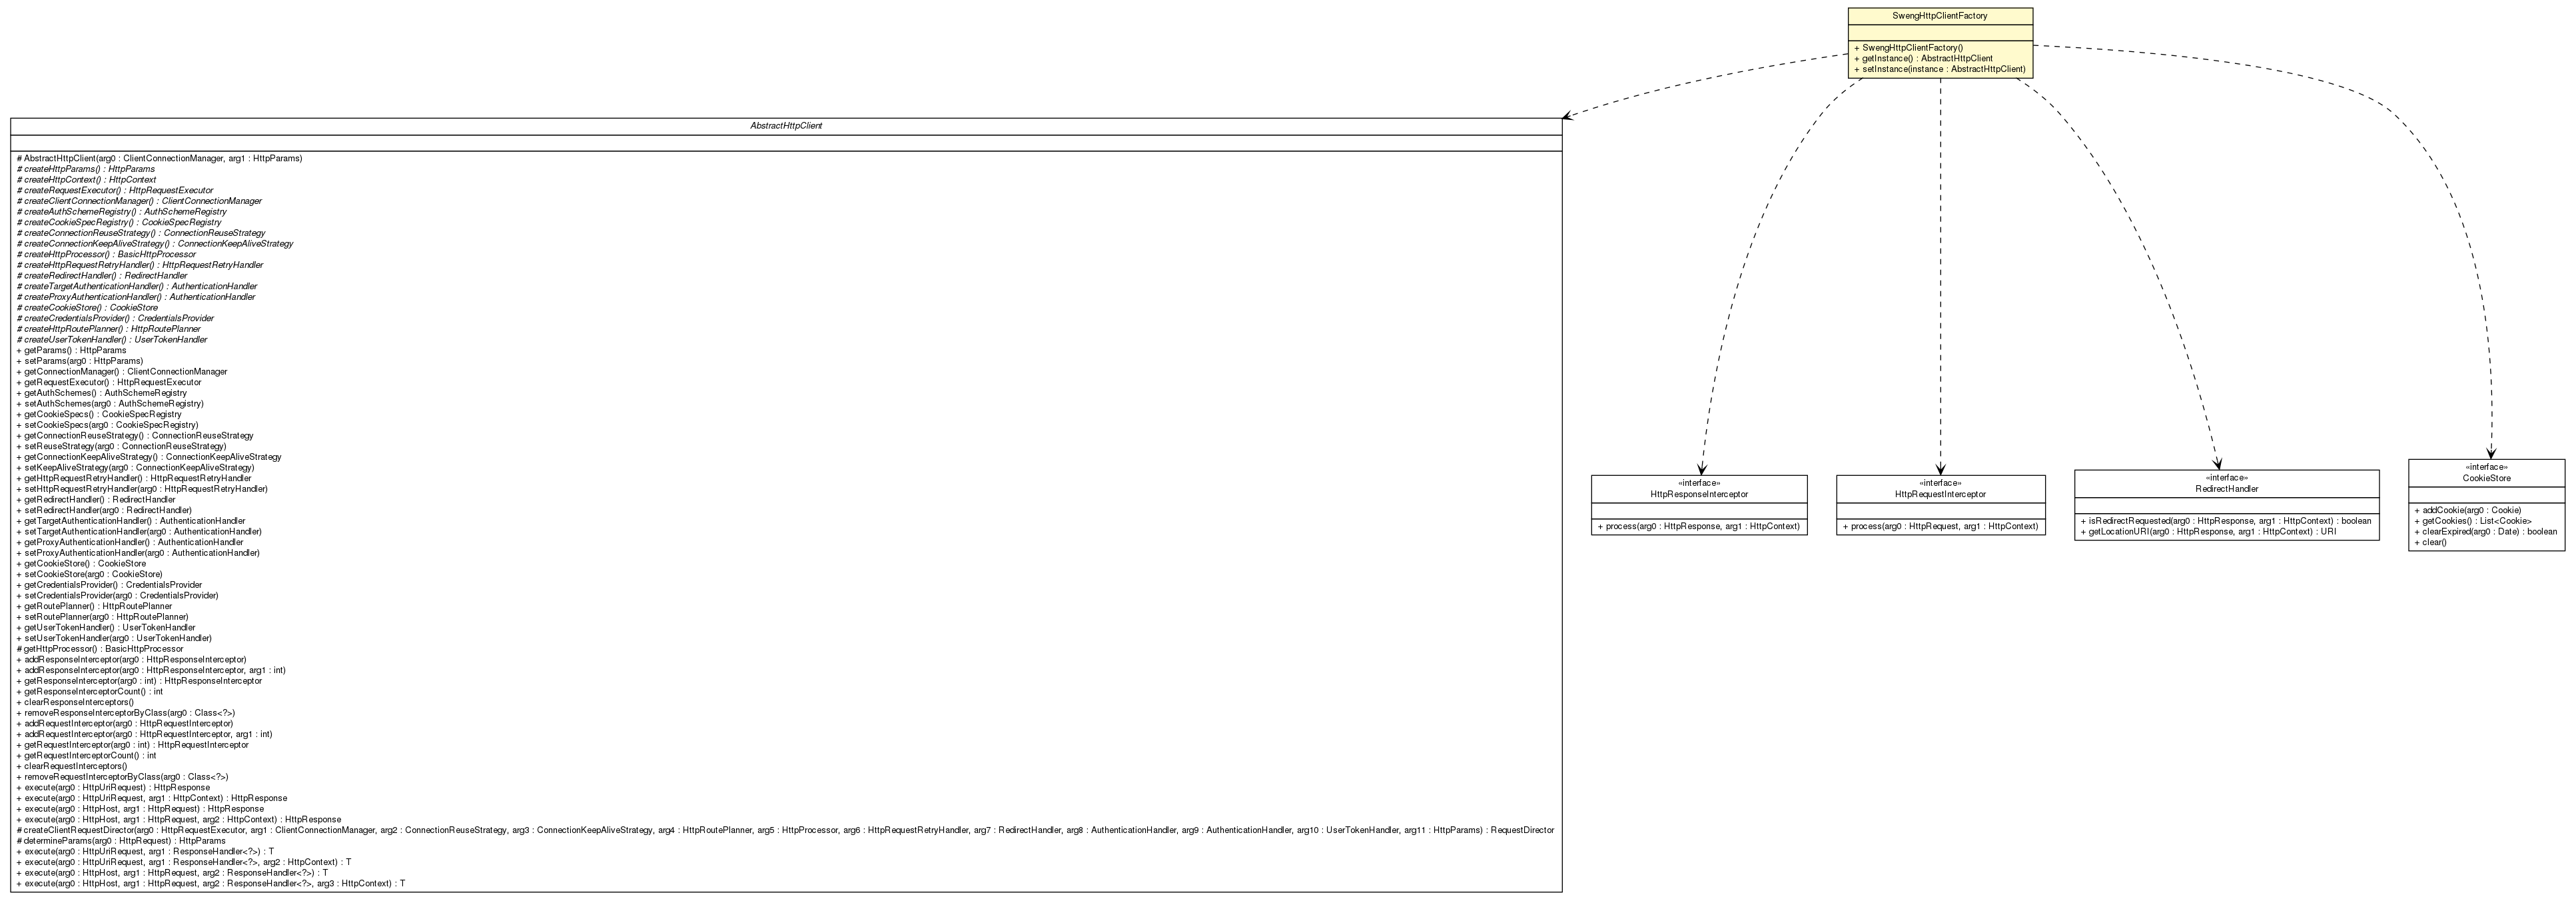 SwengHttpClientFactory
+ SwengHttpClientFactory()
+ getInstance() : AbstractHttpClient
+ setInstance(instance : AbstractHttpClient)
AbstractHttpClient
# AbstractHttpClient(arg0 : ClientConnectionManager, arg1 : HttpParams)
# createHttpParams() : HttpParams
# createHttpContext() : HttpContext
# createRequestExecutor() : HttpRequestExecutor
# createClientConnectionManager() : ClientConnectionManager
# createAuthSchemeRegistry() : AuthSchemeRegistry
# createCookieSpecRegistry() : CookieSpecRegistry
# createConnectionReuseStrategy() : ConnectionReuseStrategy
# createConnectionKeepAliveStrategy() : ConnectionKeepAliveStrategy
# createHttpProcessor() : BasicHttpProcessor
# createHttpRequestRetryHandler() : HttpRequestRetryHandler
# createRedirectHandler() : RedirectHandler
# createTargetAuthenticationHandler() : AuthenticationHandler
# createProxyAuthenticationHandler() : AuthenticationHandler
# createCookieStore() : CookieStore
# createCredentialsProvider() : CredentialsProvider
# createHttpRoutePlanner() : HttpRoutePlanner
# createUserTokenHandler() : UserTokenHandler
+ getParams() : HttpParams
+ setParams(arg0 : HttpParams)
+ getConnectionManager() : ClientConnectionManager
+ getRequestExecutor() : HttpRequestExecutor
+ getAuthSchemes() : AuthSchemeRegistry
+ setAuthSchemes(arg0 : AuthSchemeRegistry)
+ getCookieSpecs() : CookieSpecRegistry
+ setCookieSpecs(arg0 : CookieSpecRegistry)
+ getConnectionReuseStrategy() : ConnectionReuseStrategy
+ setReuseStrategy(arg0 : ConnectionReuseStrategy)
+ getConnectionKeepAliveStrategy() : ConnectionKeepAliveStrategy
+ setKeepAliveStrategy(arg0 : ConnectionKeepAliveStrategy)
+ getHttpRequestRetryHandler() : HttpRequestRetryHandler
+ setHttpRequestRetryHandler(arg0 : HttpRequestRetryHandler)
+ getRedirectHandler() : RedirectHandler
+ setRedirectHandler(arg0 : RedirectHandler)
+ getTargetAuthenticationHandler() : AuthenticationHandler
+ setTargetAuthenticationHandler(arg0 : AuthenticationHandler)
+ getProxyAuthenticationHandler() : AuthenticationHandler
+ setProxyAuthenticationHandler(arg0 : AuthenticationHandler)
+ getCookieStore() : CookieStore
+ setCookieStore(arg0 : CookieStore)
+ getCredentialsProvider() : CredentialsProvider
+ setCredentialsProvider(arg0 : CredentialsProvider)
+ getRoutePlanner() : HttpRoutePlanner
+ setRoutePlanner(arg0 : HttpRoutePlanner)
+ getUserTokenHandler() : UserTokenHandler
+ setUserTokenHandler(arg0 : UserTokenHandler)
# getHttpProcessor() : BasicHttpProcessor
+ addResponseInterceptor(arg0 : HttpResponseInterceptor)
+ addResponseInterceptor(arg0 : HttpResponseInterceptor, arg1 : int)
+ getResponseInterceptor(arg0 : int) : HttpResponseInterceptor
+ getResponseInterceptorCount() : int
+ clearResponseInterceptors()
+ removeResponseInterceptorByClass(arg0 : Class<?>)
+ addRequestInterceptor(arg0 : HttpRequestInterceptor)
+ addRequestInterceptor(arg0 : HttpRequestInterceptor, arg1 : int)
+ getRequestInterceptor(arg0 : int) : HttpRequestInterceptor
+ getRequestInterceptorCount() : int
+ clearRequestInterceptors()
+ removeRequestInterceptorByClass(arg0 : Class<?>)
+ execute(arg0 : HttpUriRequest) : HttpResponse
+ execute(arg0 : HttpUriRequest, arg1 : HttpContext) : HttpResponse
+ execute(arg0 : HttpHost, arg1 : HttpRequest) : HttpResponse
+ execute(arg0 : HttpHost, arg1 : HttpRequest, arg2 : HttpContext) : HttpResponse
# createClientRequestDirector(arg0 : HttpRequestExecutor, arg1 : ClientConnectionManager, arg2 : ConnectionReuseStrategy, arg3 : ConnectionKeepAliveStrategy, arg4 : HttpRoutePlanner, arg5 : HttpProcessor, arg6 : HttpRequestRetryHandler, arg7 : RedirectHandler, arg8 : AuthenticationHandler, arg9 : AuthenticationHandler, arg10 : UserTokenHandler, arg11 : HttpParams) : RequestDirector
# determineParams(arg0 : HttpRequest) : HttpParams
+ execute(arg0 : HttpUriRequest, arg1 : ResponseHandler<?>) : T
+ execute(arg0 : HttpUriRequest, arg1 : ResponseHandler<?>, arg2 : HttpContext) : T
+ execute(arg0 : HttpHost, arg1 : HttpRequest, arg2 : ResponseHandler<?>) : T
+ execute(arg0 : HttpHost, arg1 : HttpRequest, arg2 : ResponseHandler<?>, arg3 : HttpContext) : T
«interface»
HttpResponseInterceptor
+ process(arg0 : HttpResponse, arg1 : HttpContext)
«interface»
HttpRequestInterceptor
+ process(arg0 : HttpRequest, arg1 : HttpContext)
«interface»
RedirectHandler
+ isRedirectRequested(arg0 : HttpResponse, arg1 : HttpContext) : boolean
+ getLocationURI(arg0 : HttpResponse, arg1 : HttpContext) : URI
«interface»
CookieStore
+ addCookie(arg0 : Cookie)
+ getCookies() : List<Cookie>
+ clearExpired(arg0 : Date) : boolean
+ clear()